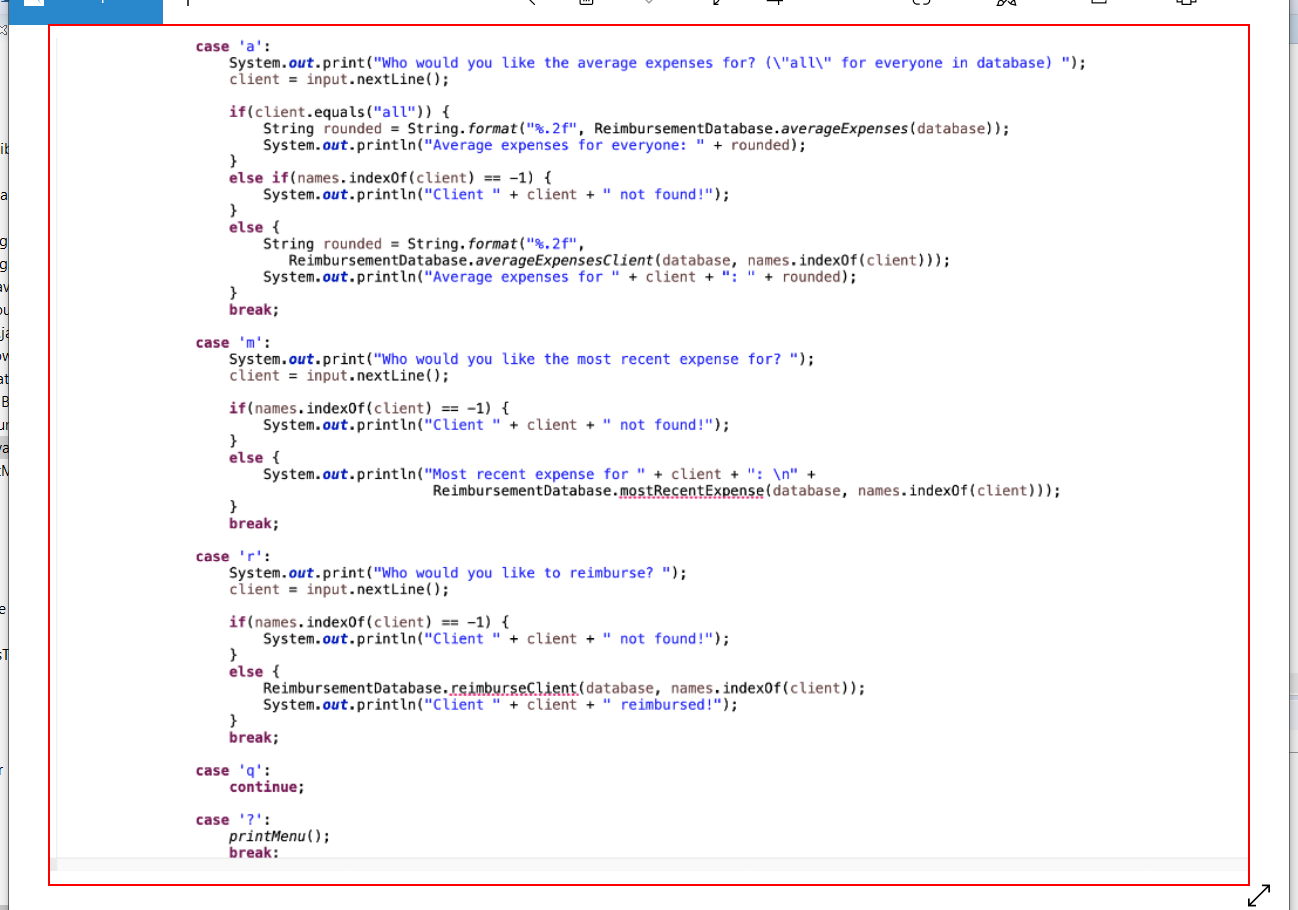 case 'a':
System.out.print("Who would you like the average expenses for? (\"all\" for everyone in database) ");
client = input.nextLine();
if(client.equals("all")) {
String rounded = String.format("%.2f", ReimbursementDatabase.averageExpenses(database));
System.out.println("Average expenses for everyone: " + rounded);
}
else if(names.indexOf(client) == -1) {
System.out.println("Client " + client + " not found!");
}
else {
String rounded = String.format("%.2f",
ReimbursementDatabase.averageExpensesClient(database, names.indexOf(client)));
System.out.println("Average expenses for " + client + ": " + rounded);
}
break;
case 'm':
System.out.print("Who would you like the most recent expense for? ");
client = input.nextLine();
if(names.indexOf(client) == -1) {
System.out.println("Client " + client + " not found!");
}
else {
System.out.println("Most recent expense for " + client + ": \n" +
ReimbursementDatabase.mostRecentExpense(database, names.indexOf(client)));
}
break;
case 'r':
System.out.print("Who would you like to reimburse? ");
client = input.nextLine();
if(names.indexOf(client) == -1) {
System.out.println("Client " + client + " not found!");
}
else {
ReimbursementDatabase.reimburseClient(database, names.indexOf(client));
System.out.println("Client " + client + " reimbursed!");
}
break;
case 'q':
continue;
case '?':
printMenu();
break;